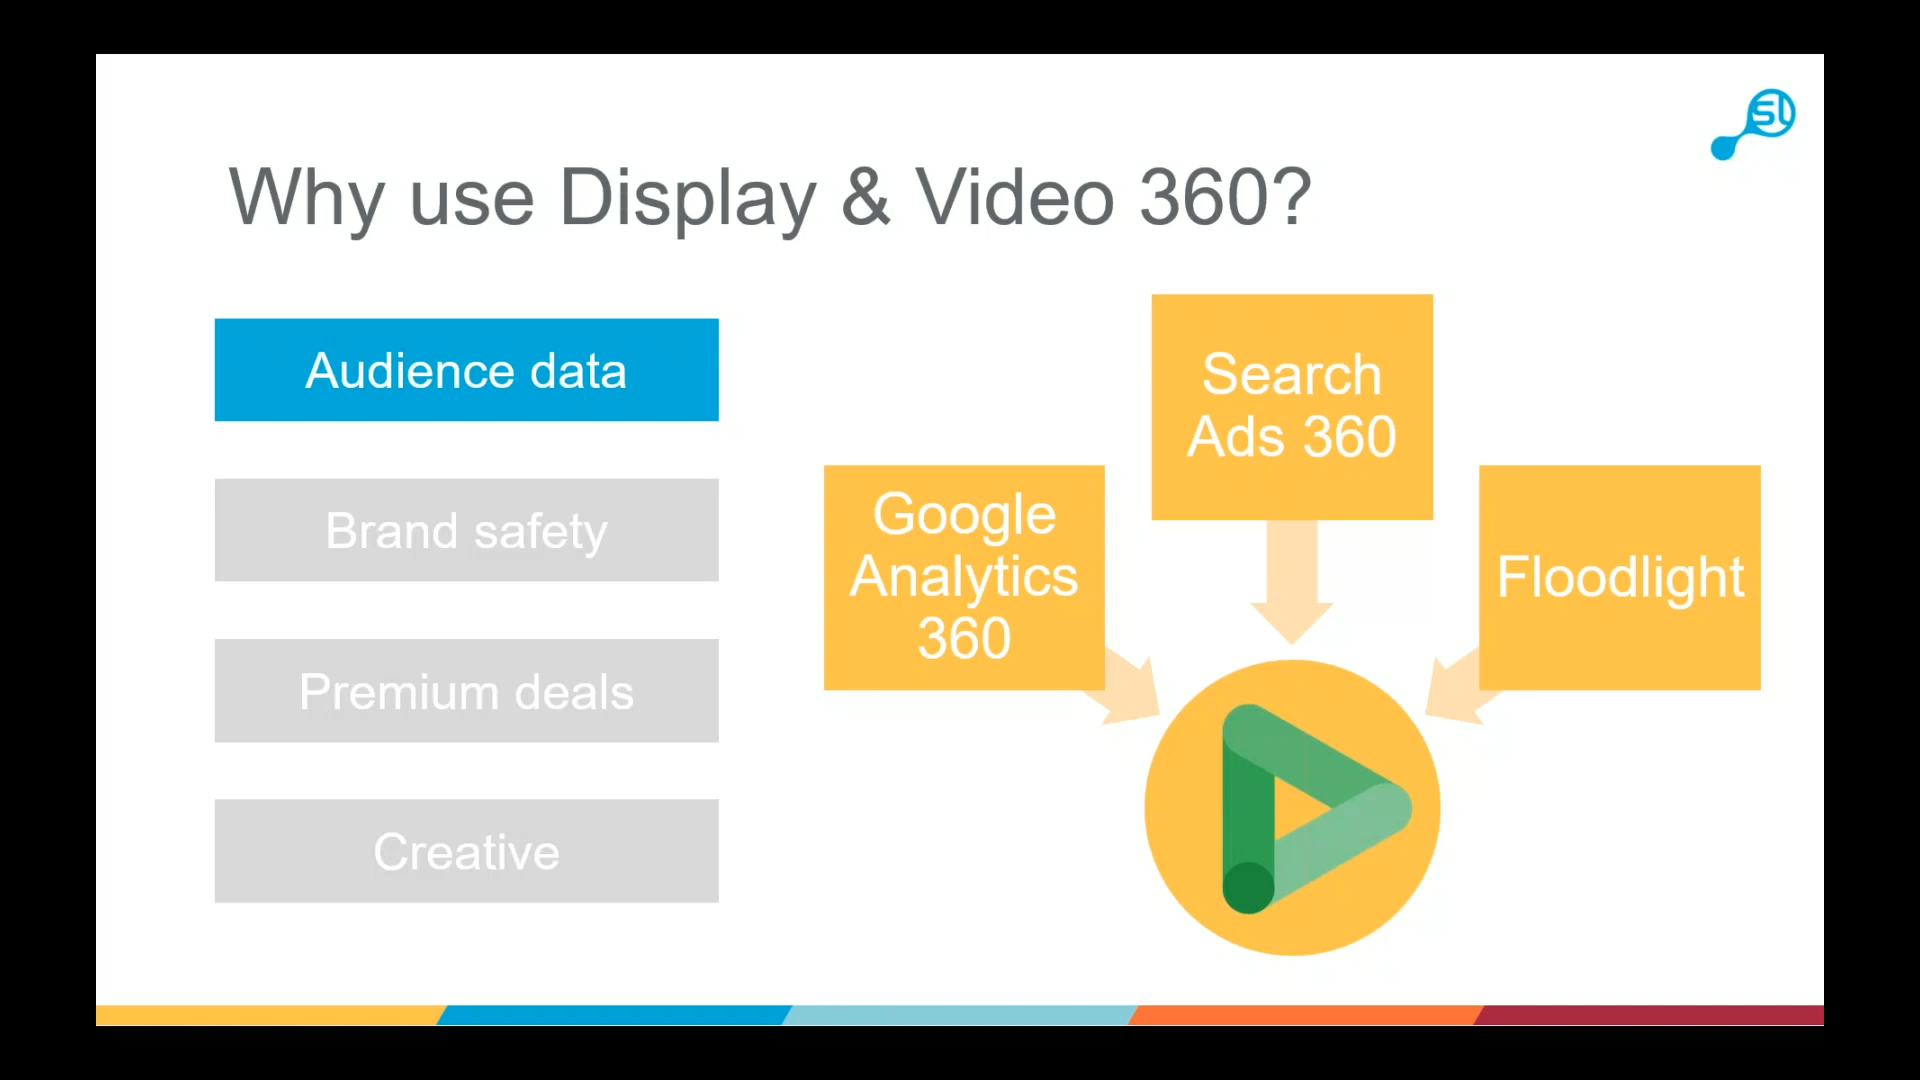 SL
Why use Display & Video 360?
Audience data
Brand safety
Premium deals
Creative
Search
Ads 360
Google
Analytics
360
Floodlight